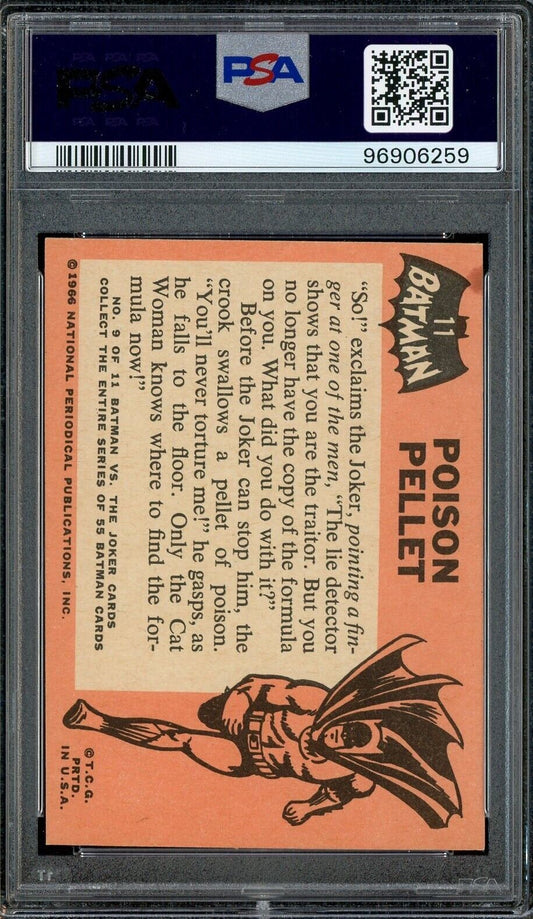 PSA
PSA
96906259
11
BATMAN
POISON
PELLET
"So!" exclaims the Joker, pointing a fin-
ger at one of the men, "The lie detector
shows that you are the traitor. But you
no longer have the copy of the formula
on you. What did you do with it?"
Before the Joker can stop him, the
crook swallows a pellet of poison.
"You'll never torture me!" he gasps, as
he falls to the floor. Only the Cat
Woman knows where to find the for-
mula now!"
NO. 9 OF 11 BATMAN VS. THE JOKER CARDS
COLLECT THE ENTIRE SERIES OF 55 BATMAN CARDS
© 1966 NATIONAL PERIODICAL PUBLICATIONS, INC.
© T.C.G.
PRTD.
IN U.S.A.
PSA